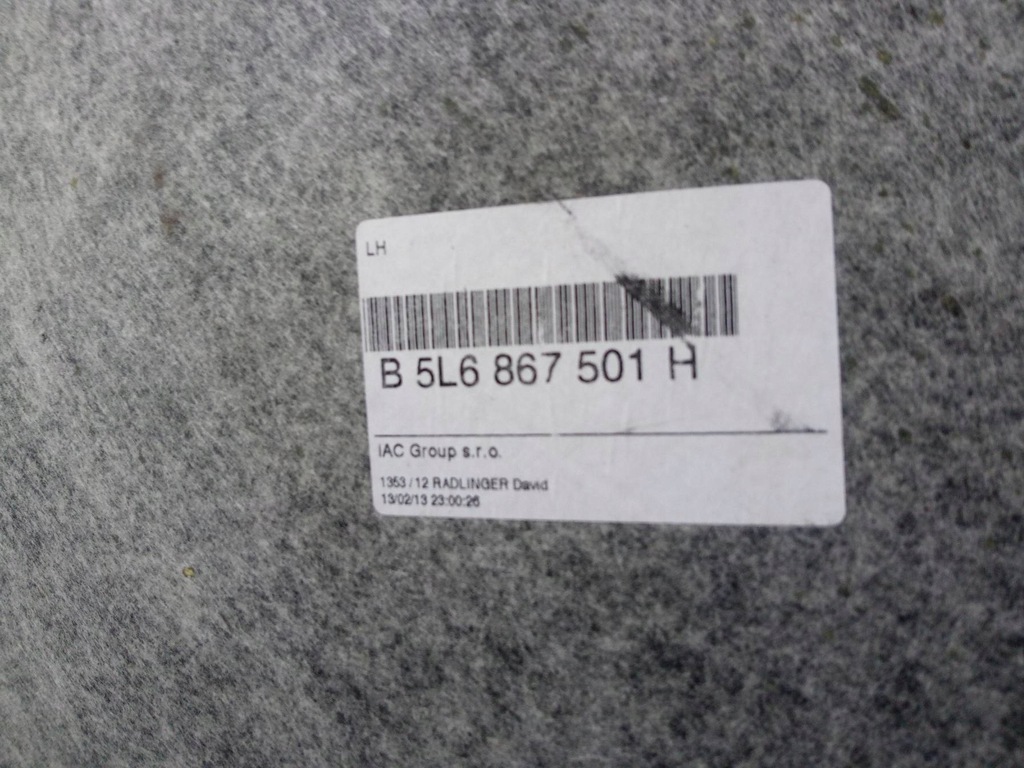 LH
B 5L6 867 501 H
IAC Group s.r.o.
1353 / 12 RADLINGER David
13/02/13 23:00:26